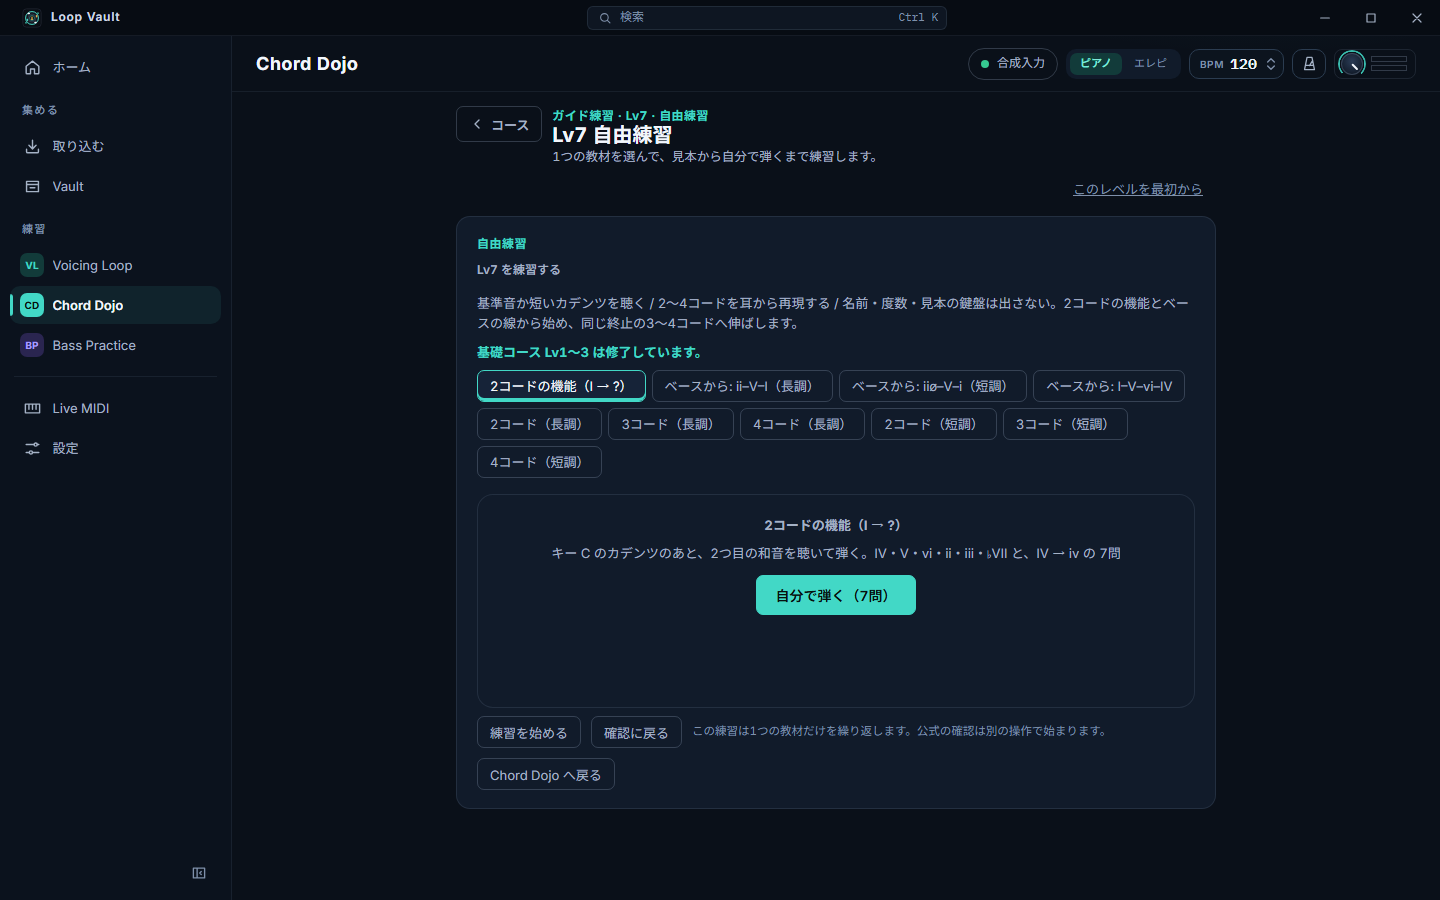 Loop Vault
検索
Ctrl K
ホーム
集める
取り込む
Vault
練習
VL Voicing Loop
CD Chord Dojo
BP Bass Practice
Live MIDI
設定
Chord Dojo
合成入力
ピアノ
エレピ
BPM 120
コース
ガイド練習 · Lv7 · 自由練習
Lv7 自由練習
1つの教材を選んで、見本から自分で弾くまで練習します。
このレベルを最初から
自由練習
Lv7 を練習する
基準音か短いカデンツを聴く / 2〜4コードを耳から再現する / 名前・度数・見本の鍵盤は出さない。2コードの機能とベー
スの線から始め、同じ終止の3〜4コードへ伸ばします。
基礎コース Lv1〜3 は修了しています。
2コードの機能（I → ?）
ベースから: ii–V–I（長調）
ベースから: iiø–V–i（短調）
ベースから: I–V–vi–IV
2コード（長調）
3コード（長調）
4コード（長調）
2コード（短調）
3コード（短調）
4コード（短調）
2コードの機能（I → ?）
キー C のカデンツのあと、2つ目の和音を聴いて弾く。IV・V・vi・ii・iii・♭VII と、IV → iv の 7問
自分で弾く（7問）
練習を始める
確認に戻る
この練習は1つの教材だけを繰り返します。公式の確認は別の操作で始まります。
Chord Dojo へ戻る